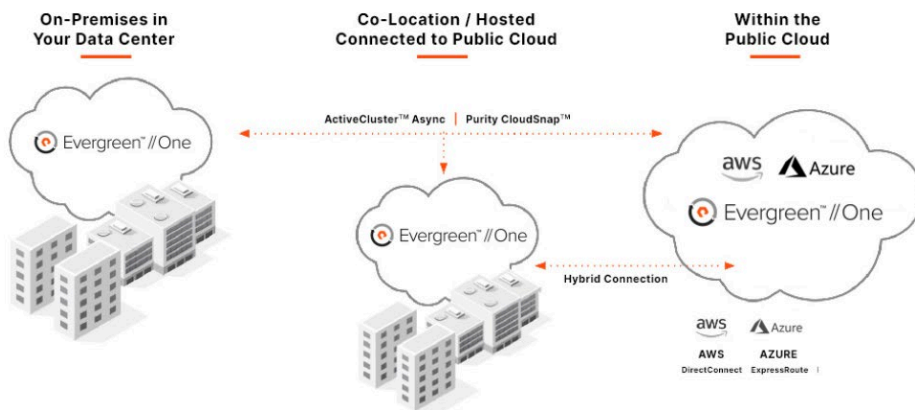 On-Premises in
Your Data Center
Co-Location / Hosted
Connected to Public Cloud
Within the
Public Cloud
Evergreen™//One
ActiveCluster™ Async | Purity CloudSnap™
aws Azure
Evergreen™//One
Evergreen™//One
Hybrid Connection
aws Azure
AWS AZURE
DirectConnect ExpressRoute |